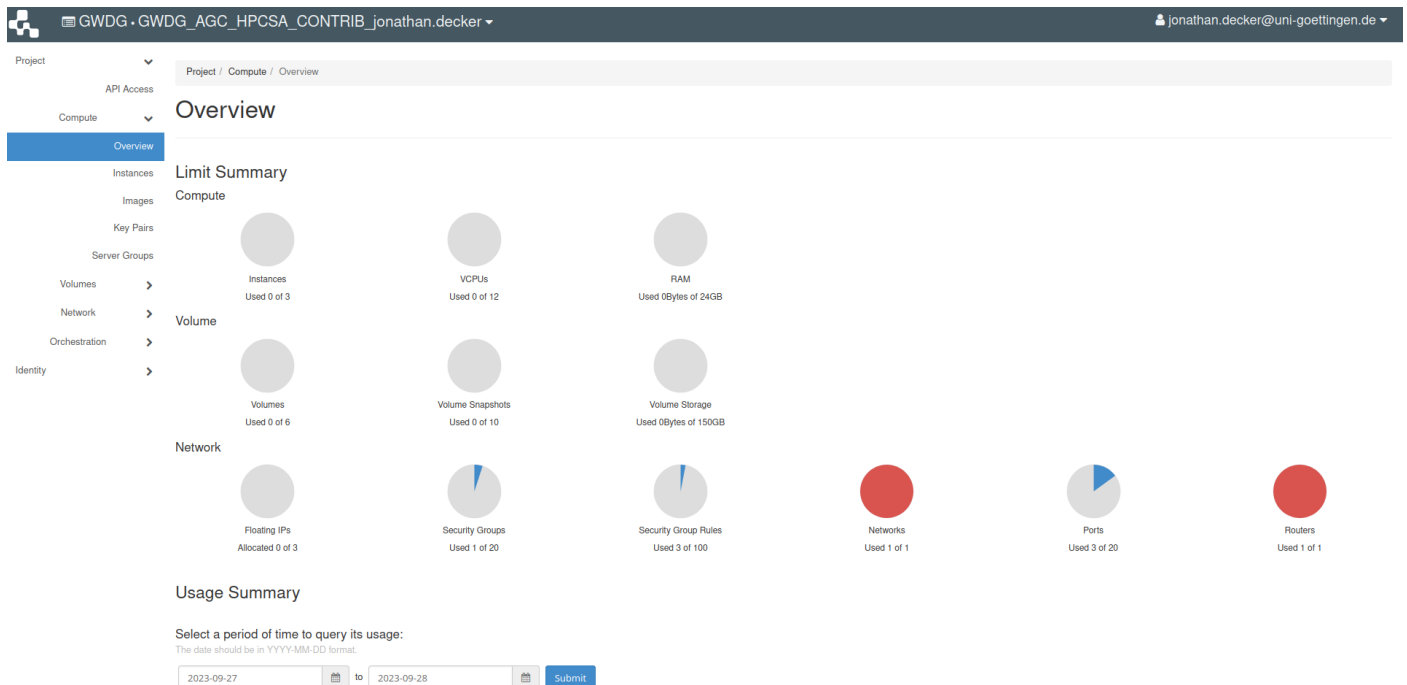 GWDG • GWDG_AGC_HPCSA_CONTRIB_jonathan.decker
jonathan.decker@uni-goettingen.de
Project
API Access
Compute
Overview
Instances
Images
Key Pairs
Server Groups
Volumes
Network
Orchestration
Identity
Project / Compute / Overview
Overview
Limit Summary
Compute
Instances
Used 0 of 3
VCPUs
Used 0 of 12
RAM
Used 0Bytes of 24GB
Volume
Volumes
Used 0 of 6
Volume Snapshots
Used 0 of 10
Volume Storage
Used 0Bytes of 150GB
Network
Floating IPs
Allocated 0 of 3
Security Groups
Used 1 of 20
Security Group Rules
Used 3 of 100
Networks
Used 1 of 1
Ports
Used 3 of 20
Routers
Used 1 of 1
Usage Summary
Select a period of time to query its usage:
The date should be in YYYY-MM-DD format.
2023-09-27 to 2023-09-28 Submit